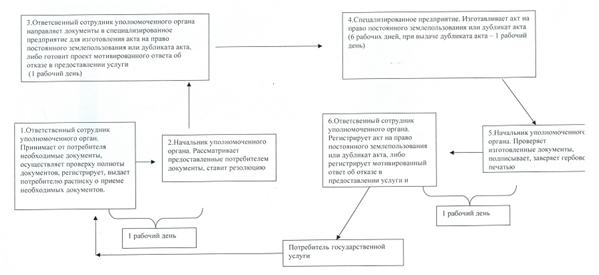 3.Ответсвенный сотрудник уполномоченного органа
направляет документы в специализированное
предприятие для изготовления акта на право
постоянного землепользования или дубликата акта,
либо готовит проект мотивированного ответа об
отказе в предоставлении услуги
(1 рабочий день)
4.Спецализированное предприятие. Изготавливает акт на
право постоянного землепользования или дубликат акта
(6 рабочих дней, при выдаче дубликата акта – 1 рабочий
день)
1.Ответственный сотрудник
уполномоченного орган.
Принимает от потребителя
необходимые документы,
осуществляет проверку полноты
документов, регистрирует, выдает
потребителю расписку о приеме
необходимых документов.
2.Начальник уполномоченного
органа. Рассматривает
предоставленные потребителем
документы, ставит резолюцию
6.Ответсвенный сотрудник
уполномоченного органа.
Регистрирует акт на право
постоянного землепользования
или дубликат акта, либо
регистрирует мотивированный
ответ об отказе в
предоставлении услуги и
5.Начальник уполномоченного
органа. Проверяет
изготовленные документы,
подписывает, заверяет гербово
печатью
1 рабочий день
1 рабочий день
Потребитель государственной
услуги